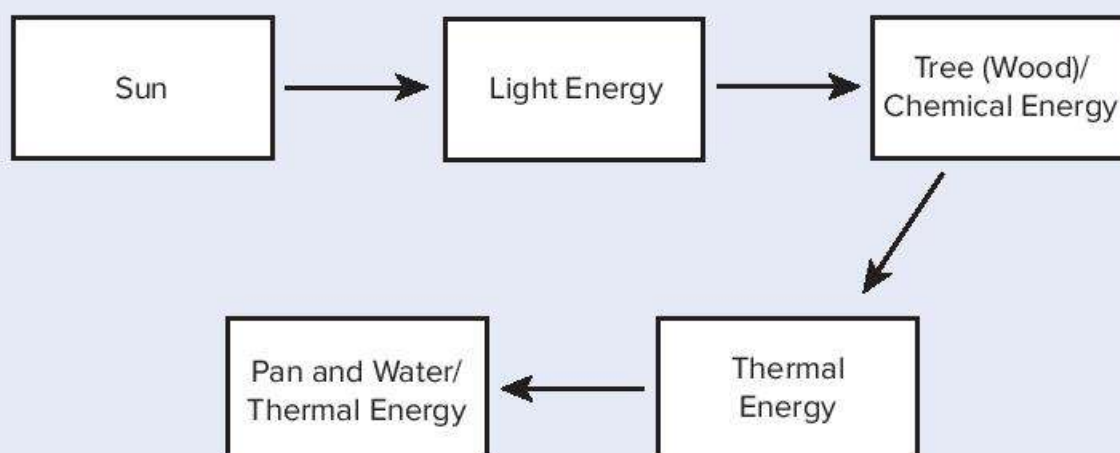 Sun
Light Energy
Tree (Wood)/
Chemical Energy
Thermal
Energy
Pan and Water/
Thermal Energy